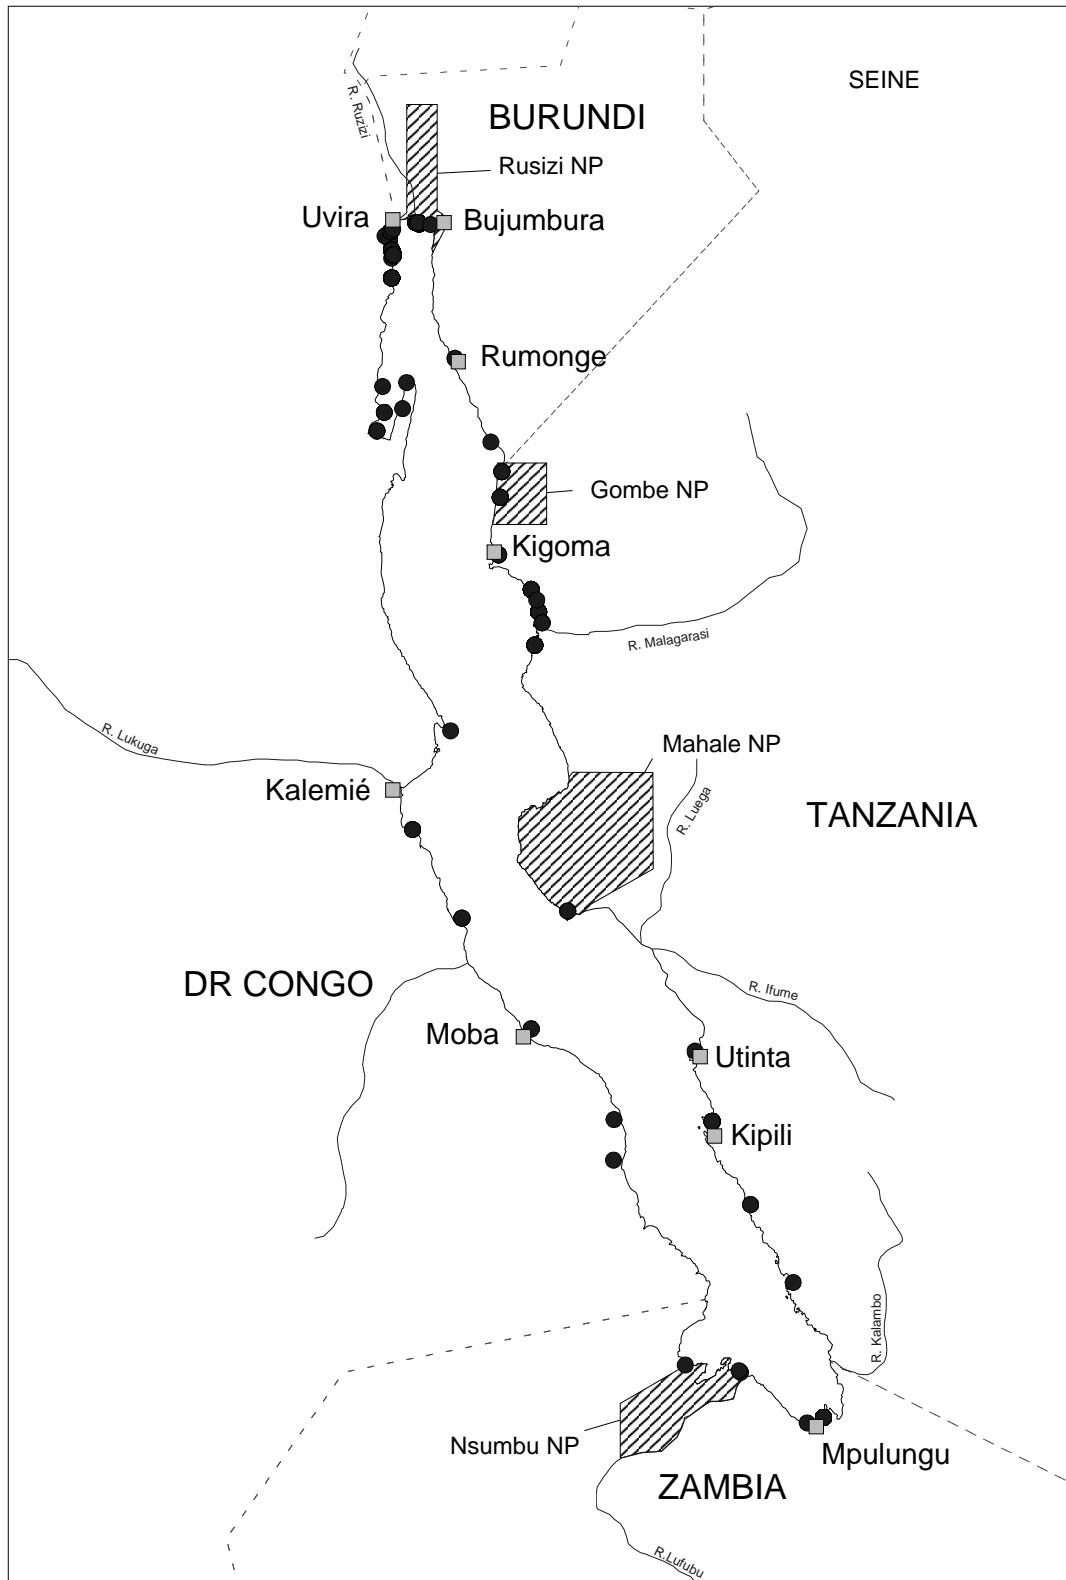 SEINE
R. Ruzizi
BURUNDI
Rusizi NP
Uvira
Bujumbura
Rumonge
Gombe NP
Kigoma
R. Malagarasi
R. Lukuga
Mahale NP
Kalemié
R. Luega
TANZANIA
DR CONGO
R. Ifume
Moba
Utinta
Kipili
R. Kalambo
Nsumbu NP
Mpulungu
ZAMBIA
R.Lufubu